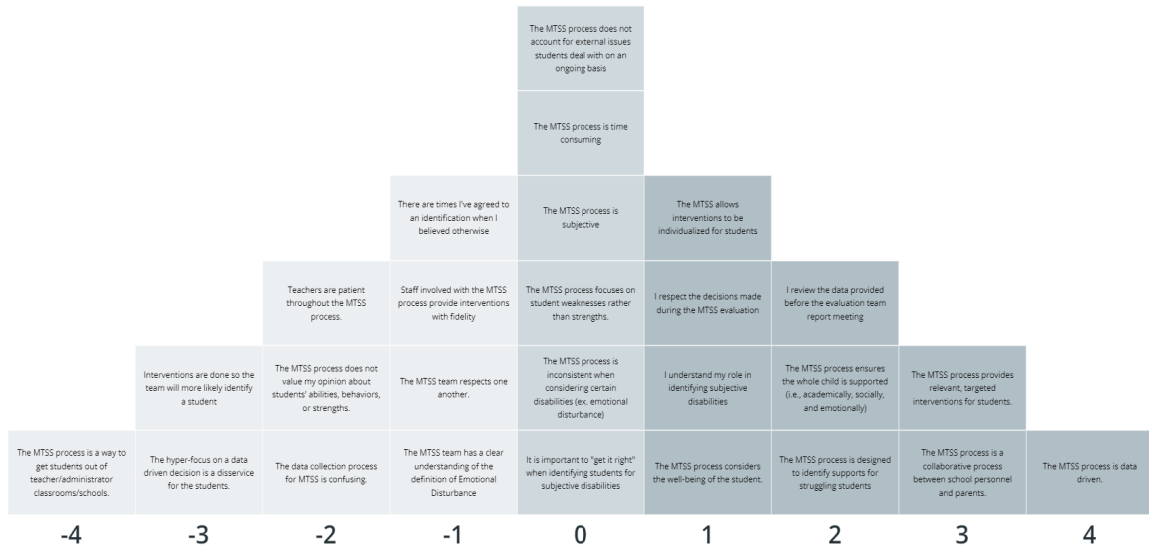 The MTSS process does not
account for external issues
students deal with on an
ongoing basis
The MTSS process is time
consuming
There are times I've agreed to
an identification when I
believed otherwise
The MTSS process is
subjective
The MTSS allows
interventions to be
individualized for students
Teachers are patient
throughout the MTSS
process.
Staff involved with the MTSS
process provide interventions
with fidelity
The MTSS process focuses on
student weaknesses rather
than strengths.
I respect the decisions made
during the MTSS evaluation
I review the data provided
before the evaluation team
report meeting
Interventions are done so the
team will more likely identify
a student
The MTSS process does not
value my opinion about
students' abilities, behaviors,
or strengths.
The MTSS team respects one
another.
The MTSS process is
inconsistent when
considering certain
disabilities (ex. emotional
disturbance)
I understand my role in
identifying subjective
disabilities
The MTSS process ensures
the whole child is supported
(i.e., academically, socially,
and emotionally)
The MTSS process provides
relevant, targeted
interventions for students.
The MTSS process is a way to
get students out of
teacher/administrator
classrooms/schools.
The hyper-focus on a data
driven decision is a disservice
for the students.
The data collection process
for MTSS is confusing.
The MTSS team has a clear
understanding of the
definition of Emotional
Disturbance
It is important to "get it right"
when identifying students for
subjective disabilities
The MTSS process considers
the well-being of the student.
The MTSS process is designed
to identify supports for
struggling students
The MTSS process is a
collaborative process
between school personnel
and parents.
The MTSS process is data
driven.
-4 -3 -2 -1 0 1 2 3 4